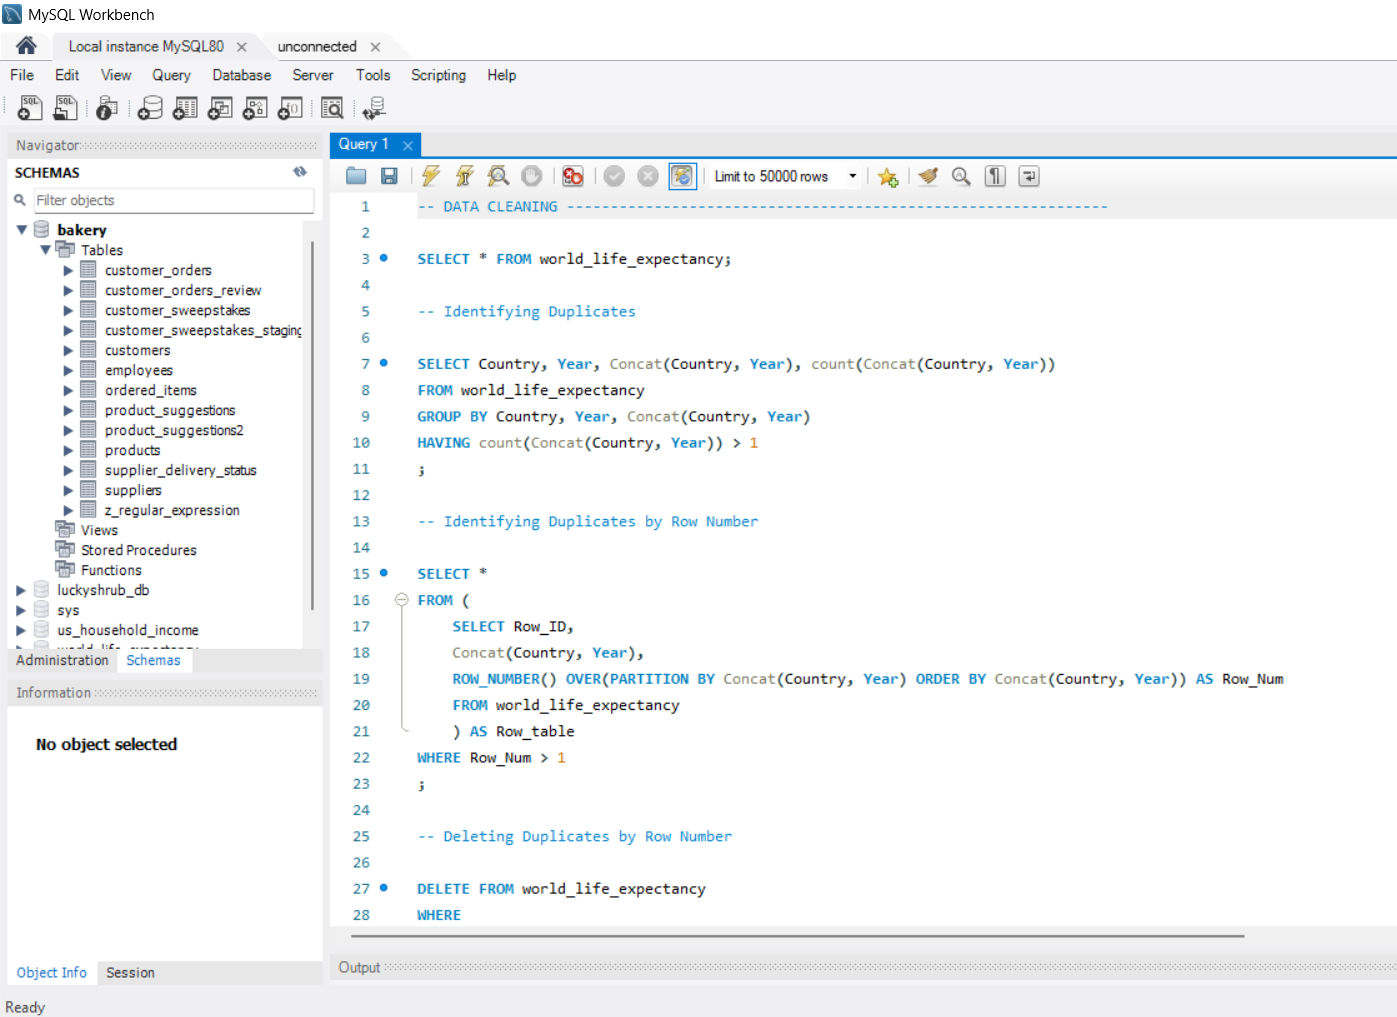 MySQL Workbench
Local instance MySQL80
unconnected
File Edit View Query Database Server Tools Scripting Help
Navigator
SCHEMAS
Filter objects
bakery
Tables
customer_orders
customer_orders_review
customer_sweepstakes
customer_sweepstakes_staging
customers
employees
ordered_items
product_suggestions
product_suggestions2
products
supplier_delivery_status
suppliers
z_regular_expression
Views
Stored Procedures
Functions
luckyshrub_db
sys
us_household_income
world_life_expectancy
Administration Schemas
Information
No object selected
Object Info Session
Ready
Query 1
Limit to 50000 rows
1 -- DATA CLEANING --------------------------------------------------------------
2
3 SELECT * FROM world_life_expectancy;
4
5 -- Identifying Duplicates
6
7 SELECT Country, Year, Concat(Country, Year), count(Concat(Country, Year))
8 FROM world_life_expectancy
9 GROUP BY Country, Year, Concat(Country, Year)
10 HAVING count(Concat(Country, Year)) > 1
11 ;
12
13 -- Identifying Duplicates by Row Number
14
15 SELECT *
16 FROM (
17 SELECT Row_ID,
18 Concat(Country, Year),
19 ROW_NUMBER() OVER(PARTITION BY Concat(Country, Year) ORDER BY Concat(Country, Year)) AS Row_Num
20 FROM world_life_expectancy
21 ) AS Row_table
22 WHERE Row_Num > 1
23 ;
24
25 -- Deleting Duplicates by Row Number
26
27 DELETE FROM world_life_expectancy
28 WHERE
Output